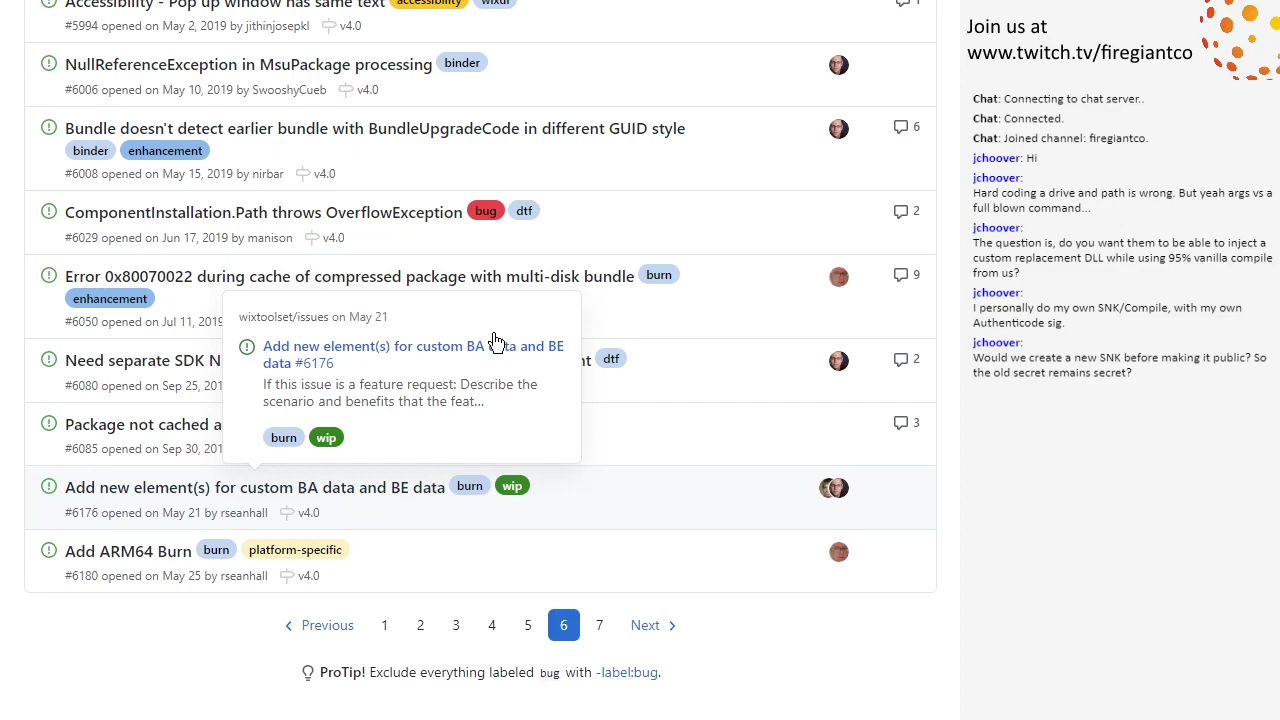 Accessibility - Pop up window has same text accessibility wixui 1
#5994 opened on May 2, 2019 by jithinjosepkl v4.0
NullReferenceException in MsuPackage processing binder
#6006 opened on May 10, 2019 by SwooshyCueb v4.0
Bundle doesn't detect earlier bundle with BundleUpgradeCode in different GUID style 6
binder enhancement
#6008 opened on May 15, 2019 by nirbar v4.0
ComponentInstallation.Path throws OverflowException bug dtf 2
#6029 opened on Jun 17, 2019 by manison v4.0
Error 0x80070022 during cache of compressed package with multi-disk bundle burn 9
enhancement
#6050 opened on Jul 11, 2019
wixtoolset/issues on May 21
Add new element(s) for custom BA data and BE
data #6176
If this issue is a feature request: Describe the
scenario and benefits that the feat...
burn wip
Need separate SDK N dtf 2
#6080 opened on Sep 25, 201
Package not cached a 3
#6085 opened on Sep 30, 201
Add new element(s) for custom BA data and BE data burn wip
#6176 opened on May 21 by rseanhall v4.0
Add ARM64 Burn burn platform-specific
#6180 opened on May 25 by rseanhall v4.0
Previous 1 2 3 4 5 6 7 Next
ProTip! Exclude everything labeled bug with -label:bug.
Join us at
www.twitch.tv/firegiantco
Chat: Connecting to chat server..
Chat: Connected.
Chat: Joined channel: firegiantco.
jchoover: Hi
jchoover:
Hard coding a drive and path is wrong. But yeah args vs a
full blown command...
jchoover:
The question is, do you want them to be able to inject a
custom replacement DLL while using 95% vanilla compile
from us?
jchoover:
I personally do my own SNK/Compile, with my own
Authenticode sig.
jchoover:
Would we create a new SNK before making it public? So
the old secret remains secret?